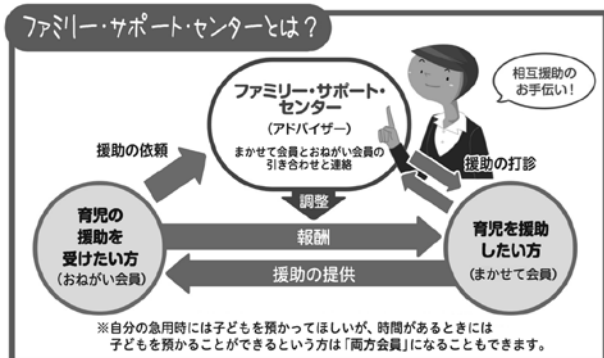 ファミリー・サポート・センターとは?
相互援助の
お手伝い!
ファミリー・サポート・
センター
(アドバイザー)
まかせて会員とおねがい会員の
引き合わせと連絡
援助の依頼
援助の打診
調整
育児の
援助を
受けたい方
(おねがい会員)
報酬
援助の提供
育児を援助
したい方
(まかせて会員)
※自分の急用時には子どもを預かってほしいが、時間があるときには
子どもを預かることができるという方は「両方会員」になることもできます。